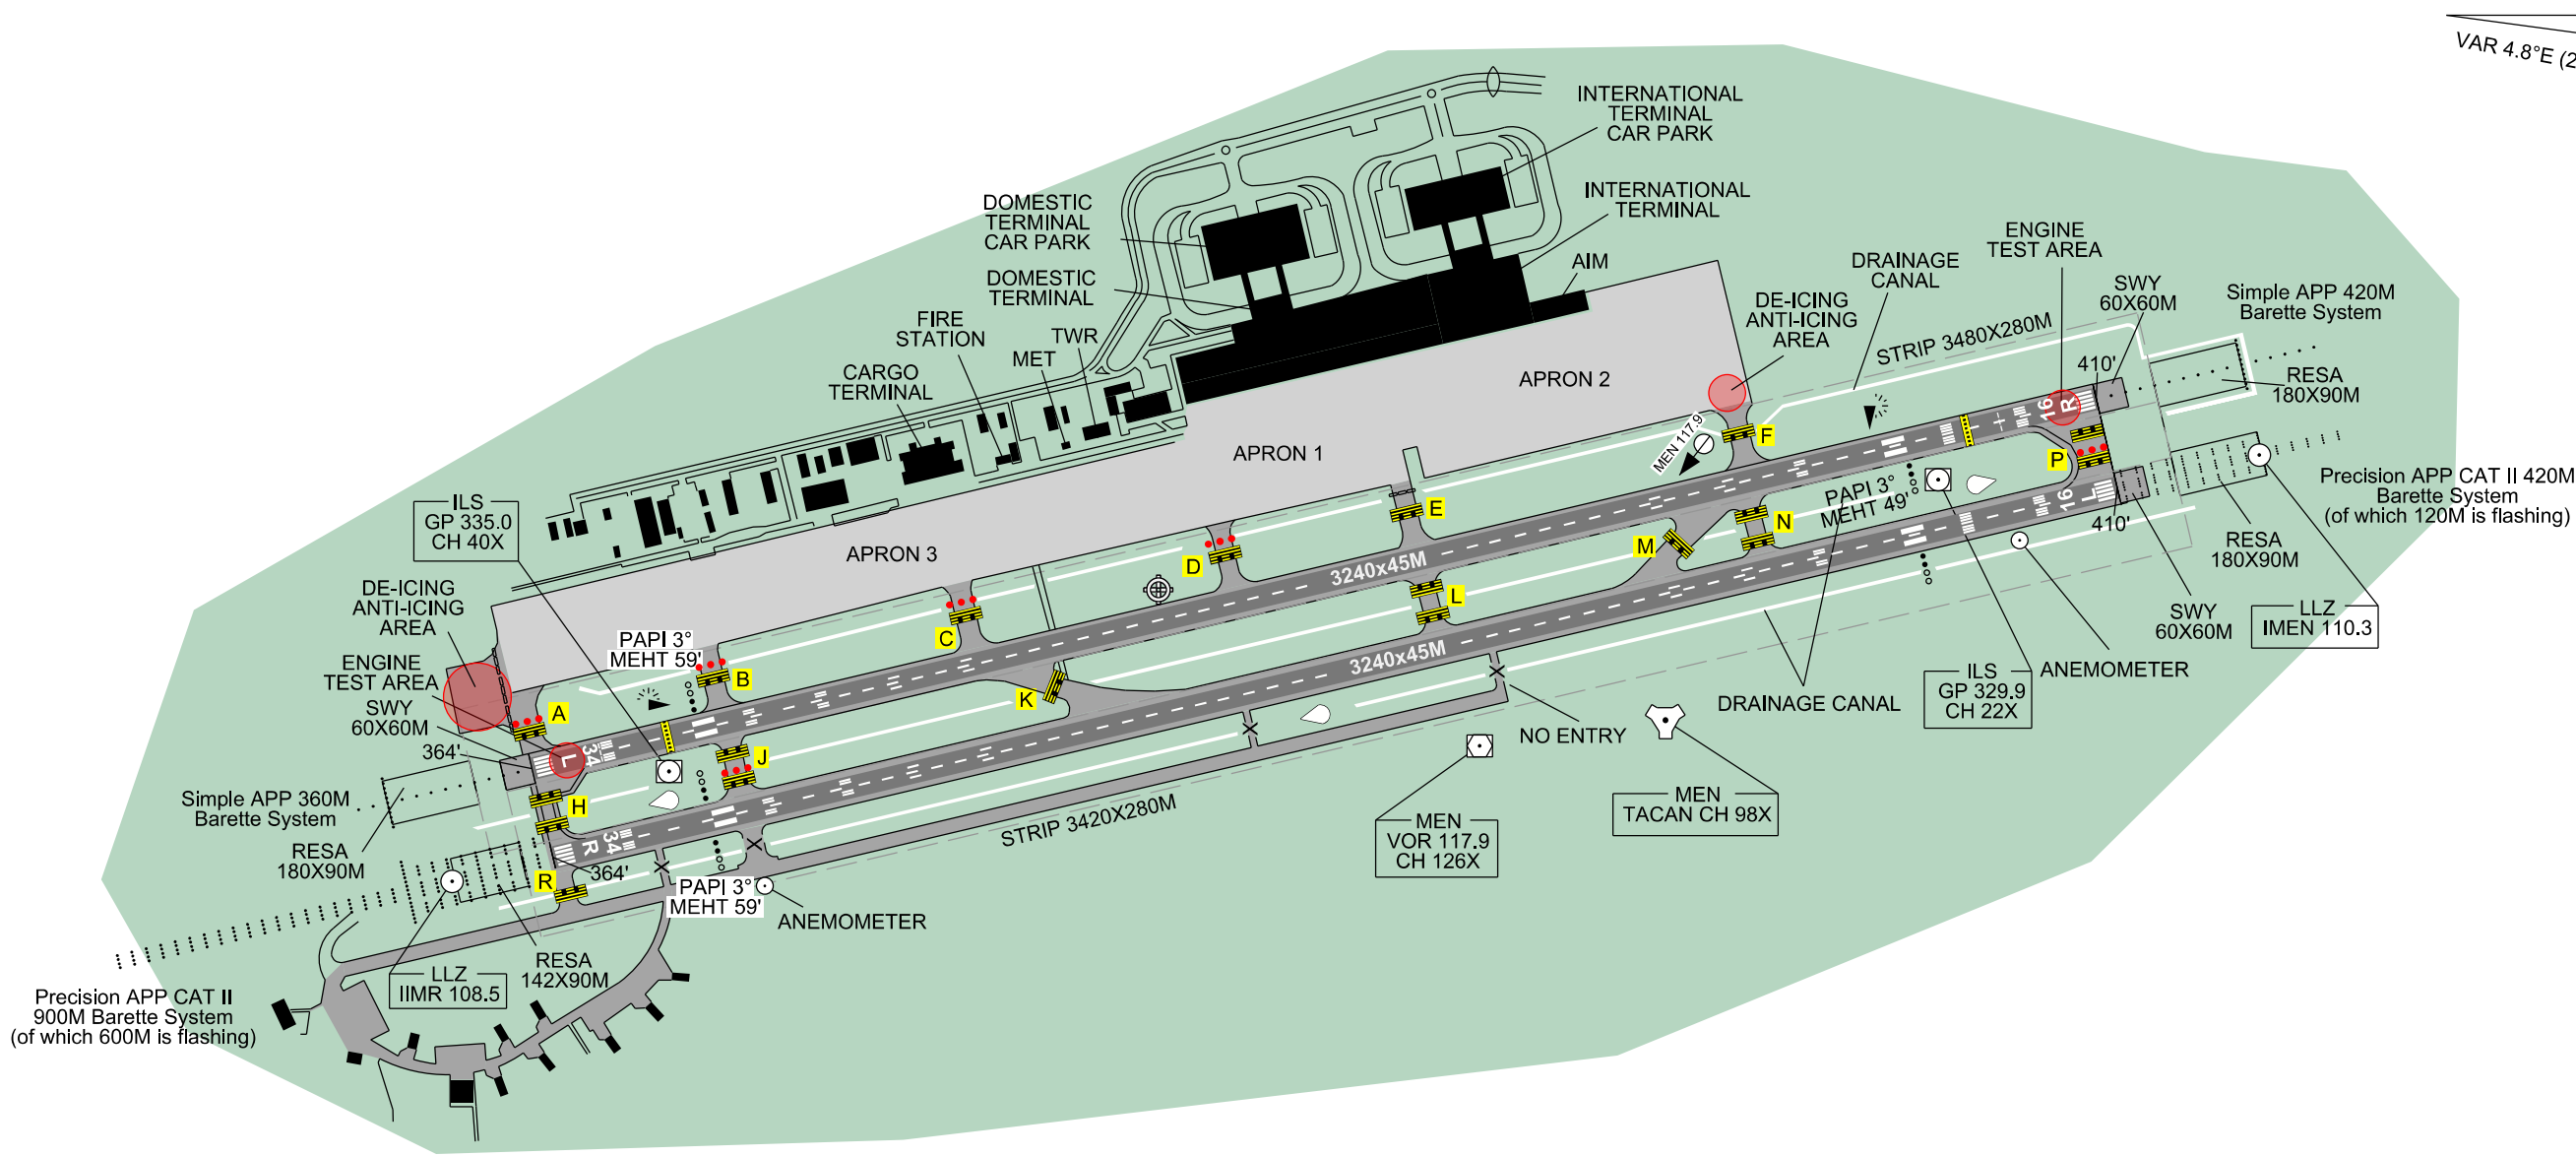 VAR 4.8°E (2
INTERNATIONAL
TERMINAL
CAR PARK
INTERNATIONAL
TERMINAL
DOMESTIC
TERMINAL
CAR PARK
DOMESTIC
TERMINAL
AIM
ENGINE
TEST AREA
DRAINAGE
CANAL
SWY
60X60M
Simple APP 420M
Barette System
DE-ICING
ANTI-ICING
AREA
STRIP 3480X280M
FIRE
STATION
TWR
MET
CARGO
TERMINAL
410'
RESA
180X90M
APRON 2
APRON 1
APRON 3
MEN 117.9
F
16
R
P
Precision APP CAT II 420M
Barette System
(of which 120M is flashing)
ILS
GP 335.0
CH 40X
PAPI 3°
MEHT 49'
16
L
410'
E
N
M
D
3240x45M
RESA
180X90M
DE-ICING
ANTI-ICING
AREA
L
C
SWY
60X60M
LLZ
IMEN 110.3
PAPI 3°
MEHT 59'
3240x45M
ENGINE
TEST AREA
B
K
ANEMOMETER
ILS
GP 329.9
CH 22X
DRAINAGE CANAL
SWY
60X60M
A
NO ENTRY
364'
34
L
J
Simple APP 360M
Barette System
H
MEN
TACAN CH 98X
STRIP 3420X280M
MEN
VOR 117.9
CH 126X
RESA
180X90M
34
R
R
364'
PAPI 3°
MEHT 59'
ANEMOMETER
RESA
142X90M
LLZ
IIMR 108.5
Precision APP CAT II
900M Barette System
(of which 600M is flashing)